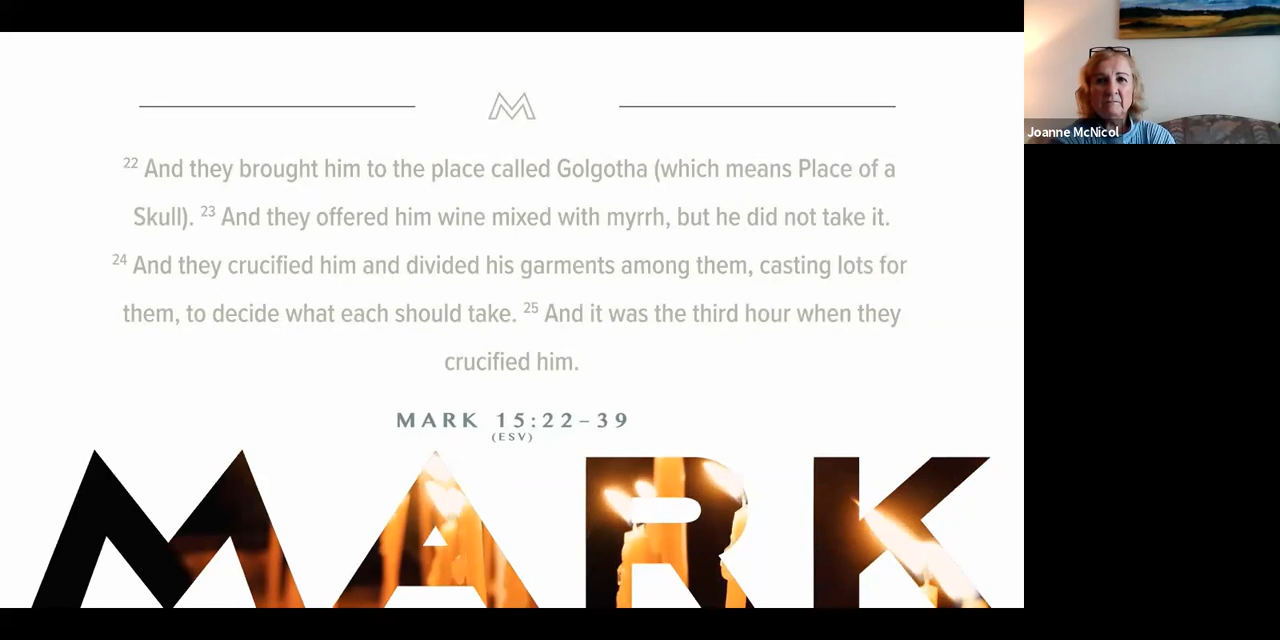 22 And they brought him to the place called Golgotha (which means Place of a
Skull). 23 And they offered him wine mixed with myrrh, but he did not take it.
24 And they crucified him and divided his garments among them, casting lots for
them, to decide what each should take. 25 And it was the third hour when they
crucified him.
MARK 15:22–39
(ESV)
MARK
Joanne McNicol